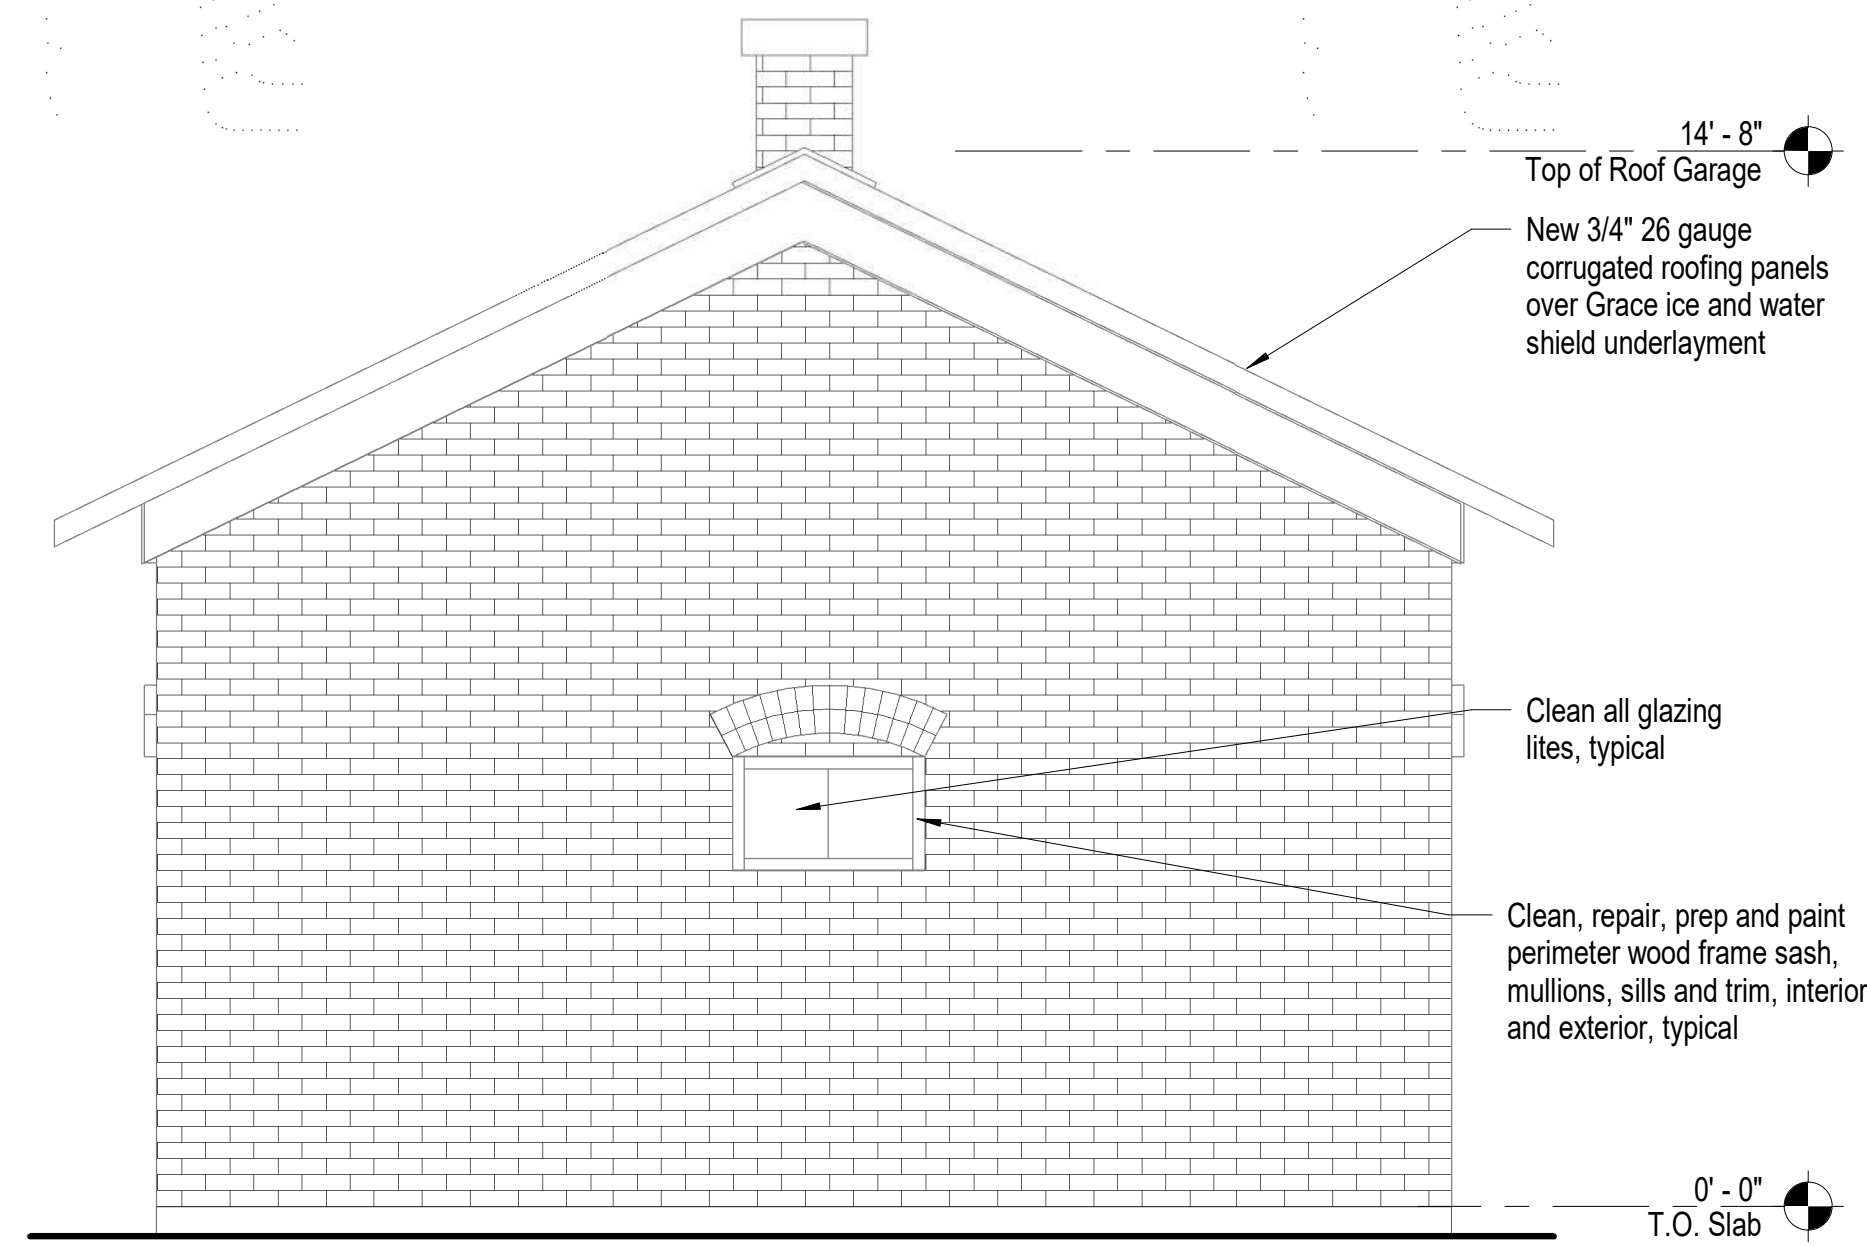 14' - 8"
Top of Roof Garage
New 3/4" 26 gauge
corrugated roofing panels
over Grace ice and water
shield underlayment
Clean all glazing
lites, typical
Clean, repair, prep and paint
perimeter wood frame sash,
mullions, sills and trim, interior
and exterior, typical
0' - 0"
T.O. Slab